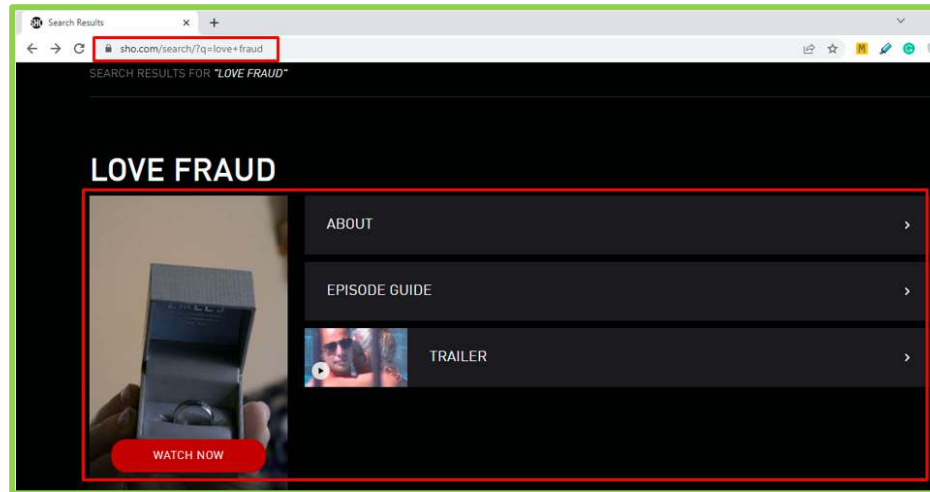 Search Results
sho.com/search/?q=love+fraud
SEARCH RESULTS FOR "LOVE FRAUD"
LOVE FRAUD
ABOUT
EPISODE GUIDE
TRAILER
WATCH NOW